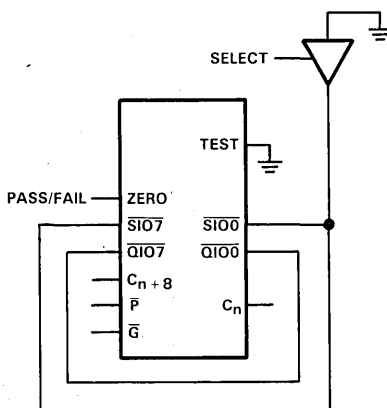 SELECT
TEST
PASS/FAIL ZERO
SIO7 SIO0
QIO7 QIO0
Cn + 8
P Cn
G